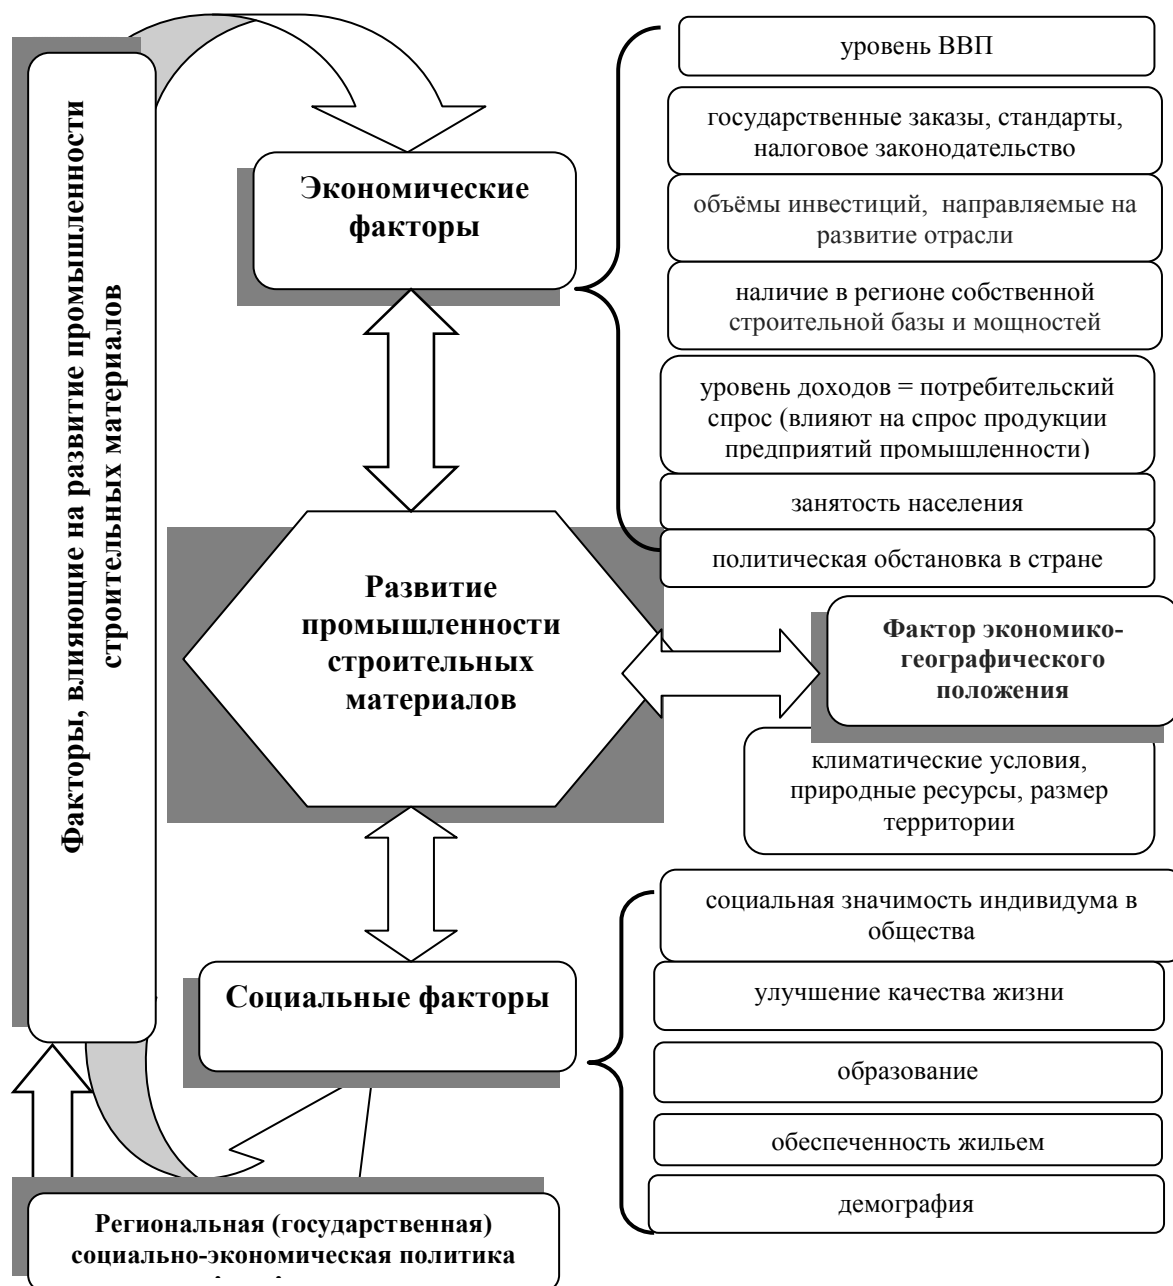 Факторы, влияющие на развитие промышленности
строительных материалов
Экономические
факторы
уровень ВВП
государственные заказы, стандарты,
налоговое законодательство
объёмы инвестиций, направляемые на
развитие отрасли
наличие в регионе собственной
строительной базы и мощностей
уровень доходов = потребительский
спрос (влияют на спрос продукции
предприятий промышленности)
занятость населения
политическая обстановка в стране
Развитие
промышленности
строительных
материалов
Фактор экономико-
географического
положения
климатические условия,
природные ресурсы, размер
территории
Социальные факторы
социальная значимость индивидума в
общества
улучшение качества жизни
образование
обеспеченность жильем
демография
Региональная (государственная)
социально-экономическая политика